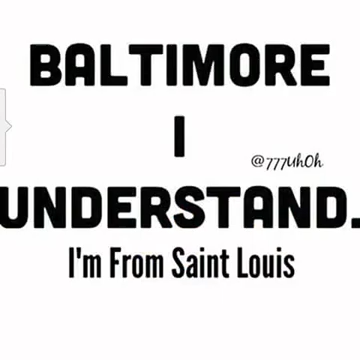 BALTIMORE
I
@777UhOh
UNDERSTAND.
I'm From Saint Louis